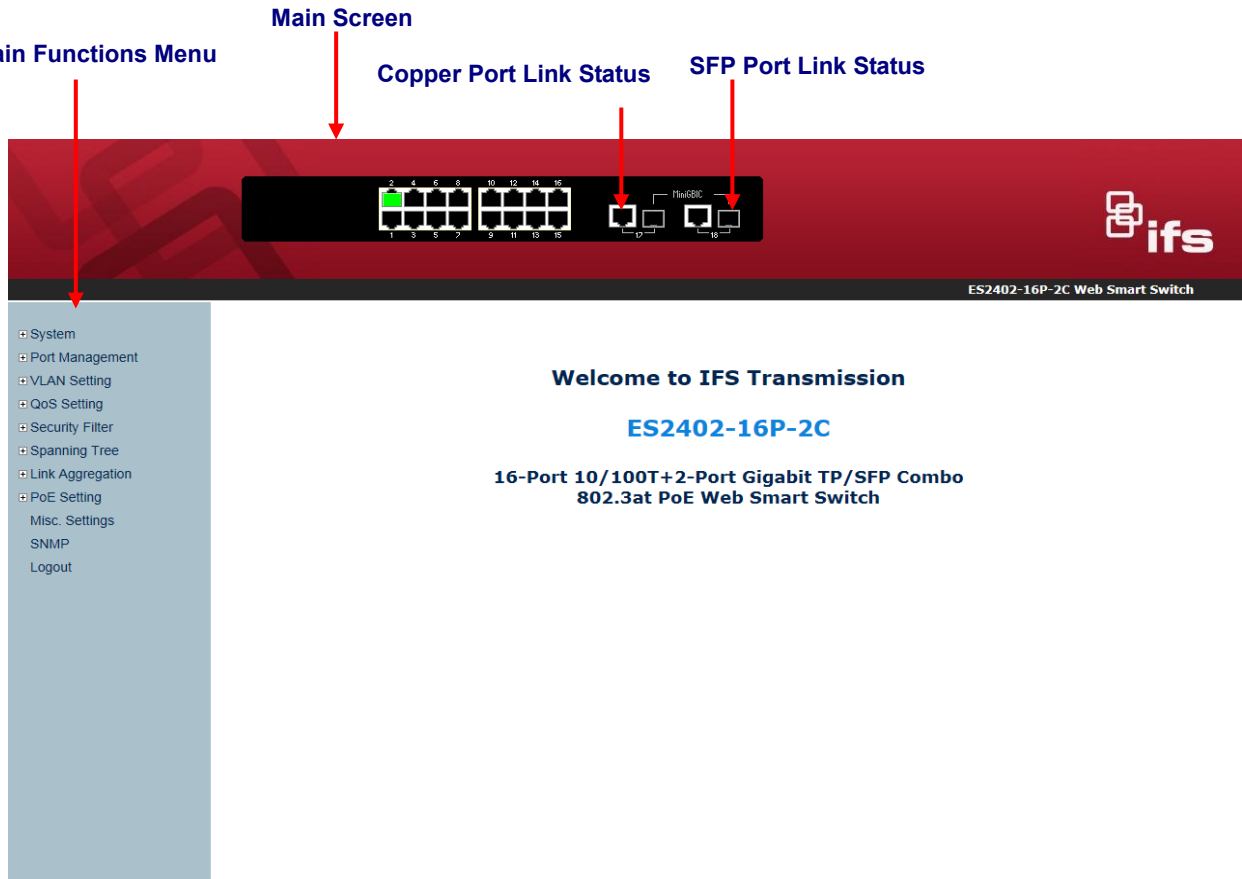 Main Screen
ain Functions Menu
Copper Port Link Status
SFP Port Link Status
2 4 6 8 10 12 14 16
MiniGBIC
1 3 5 7 9 11 13 15
17 18
ifs
ES2402-16P-2C Web Smart Switch
System
Port Management
VLAN Setting
QoS Setting
Security Filter
Spanning Tree
Link Aggregation
PoE Setting
Misc. Settings
SNMP
Logout
Welcome to IFS Transmission
ES2402-16P-2C
16-Port 10/100T+2-Port Gigabit TP/SFP Combo
802.3at PoE Web Smart Switch